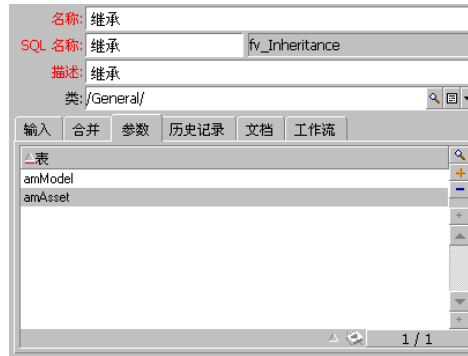 名称: 继承
SQL 名称: 继承 fv_Inheritance
描述: 继承
类: /General/
输入 合并 参数 历史记录 文档 工作流
表
amModel
amAsset
1 / 1